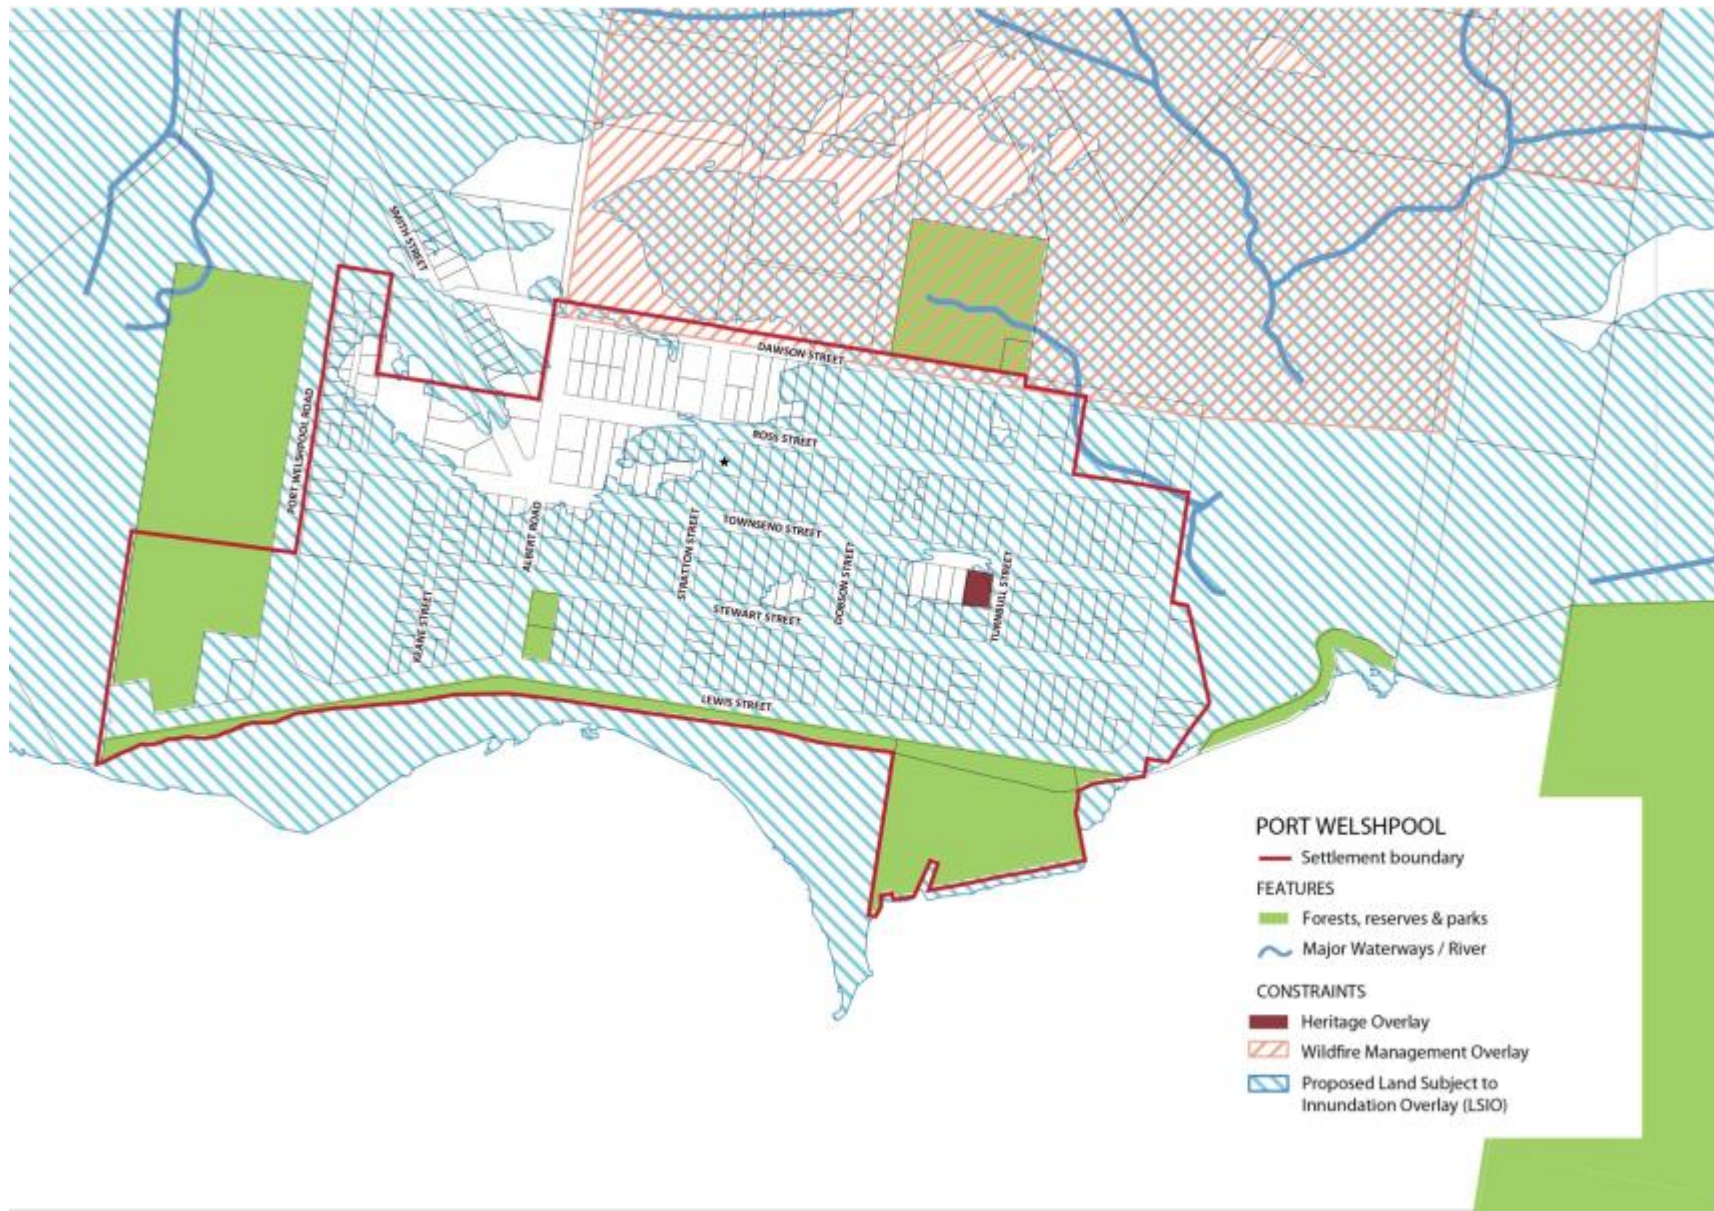 SMITH STREET
DAWSON STREET
PORT WELSHPOOL ROAD
ROSS STREET
ALBERT ROAD
STRATTON STREET
TOWNSEND STREET
DOBSON STREET
TURNBULL STREET
KEANE STREET
STEWART STREET
LEWIS STREET
PORT WELSHPOOL
Settlement boundary
FEATURES
Forests, reserves & parks
Major Waterways / River
CONSTRAINTS
Heritage Overlay
Wildfire Management Overlay
Proposed Land Subject to
Innundation Overlay (LSIO)